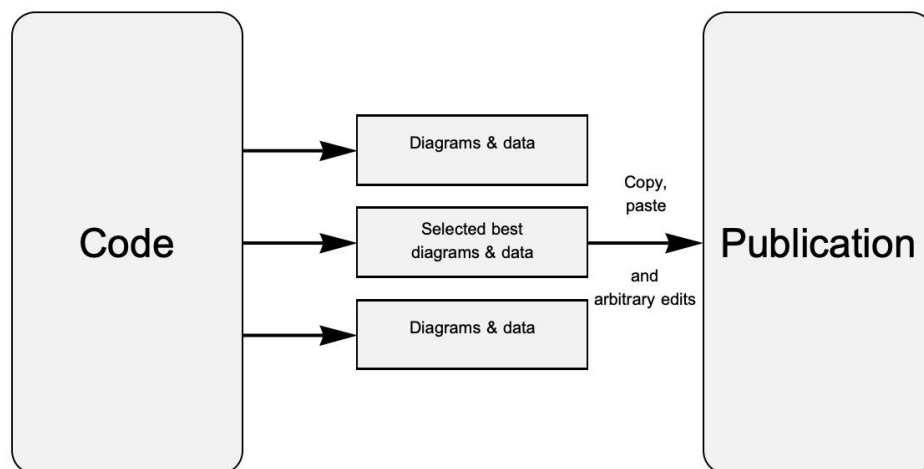 Code
Diagrams & data
Selected best
diagrams & data
Diagrams & data
Copy,
paste
and
arbitrary edits
Publication